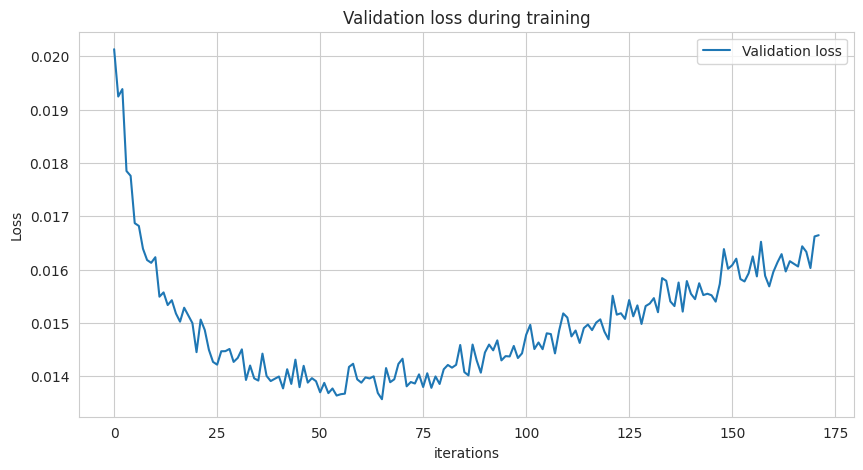 Validation loss during training
Validation loss
0.020
0.019
0.018
0.017
0.016
0.015
0.014
Loss
0 25 50 75 100 125 150 175
iterations